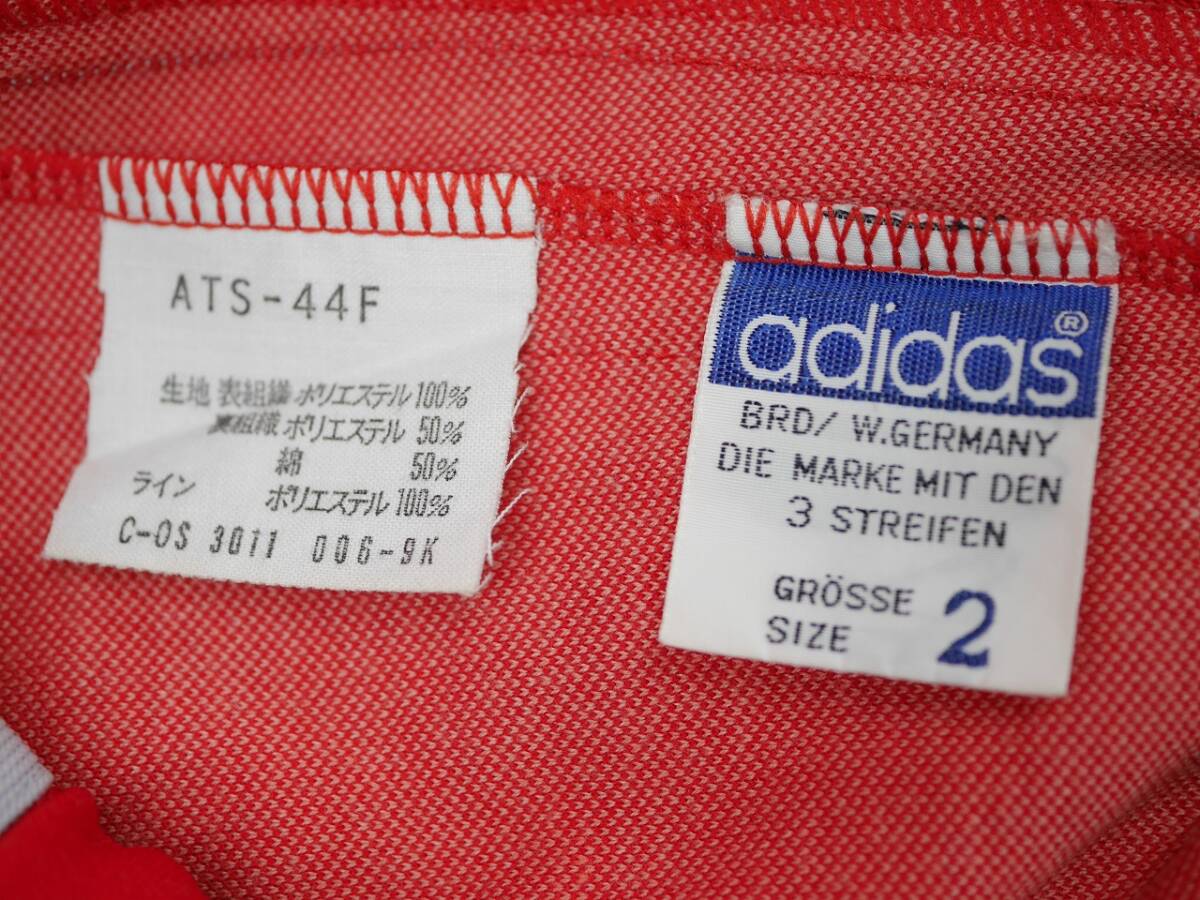 ATS-44F
生地 表組織 ポリエステル 100%
裏組織 ポリエステル 50%
綿 50%
ライン ポリエステル 100%
C-OS 3011 006-9K
adidas®
BRD/ W.GERMANY
DIE MARKE MIT DEN
3 STREIFEN
GRÖSSE
SIZE 2